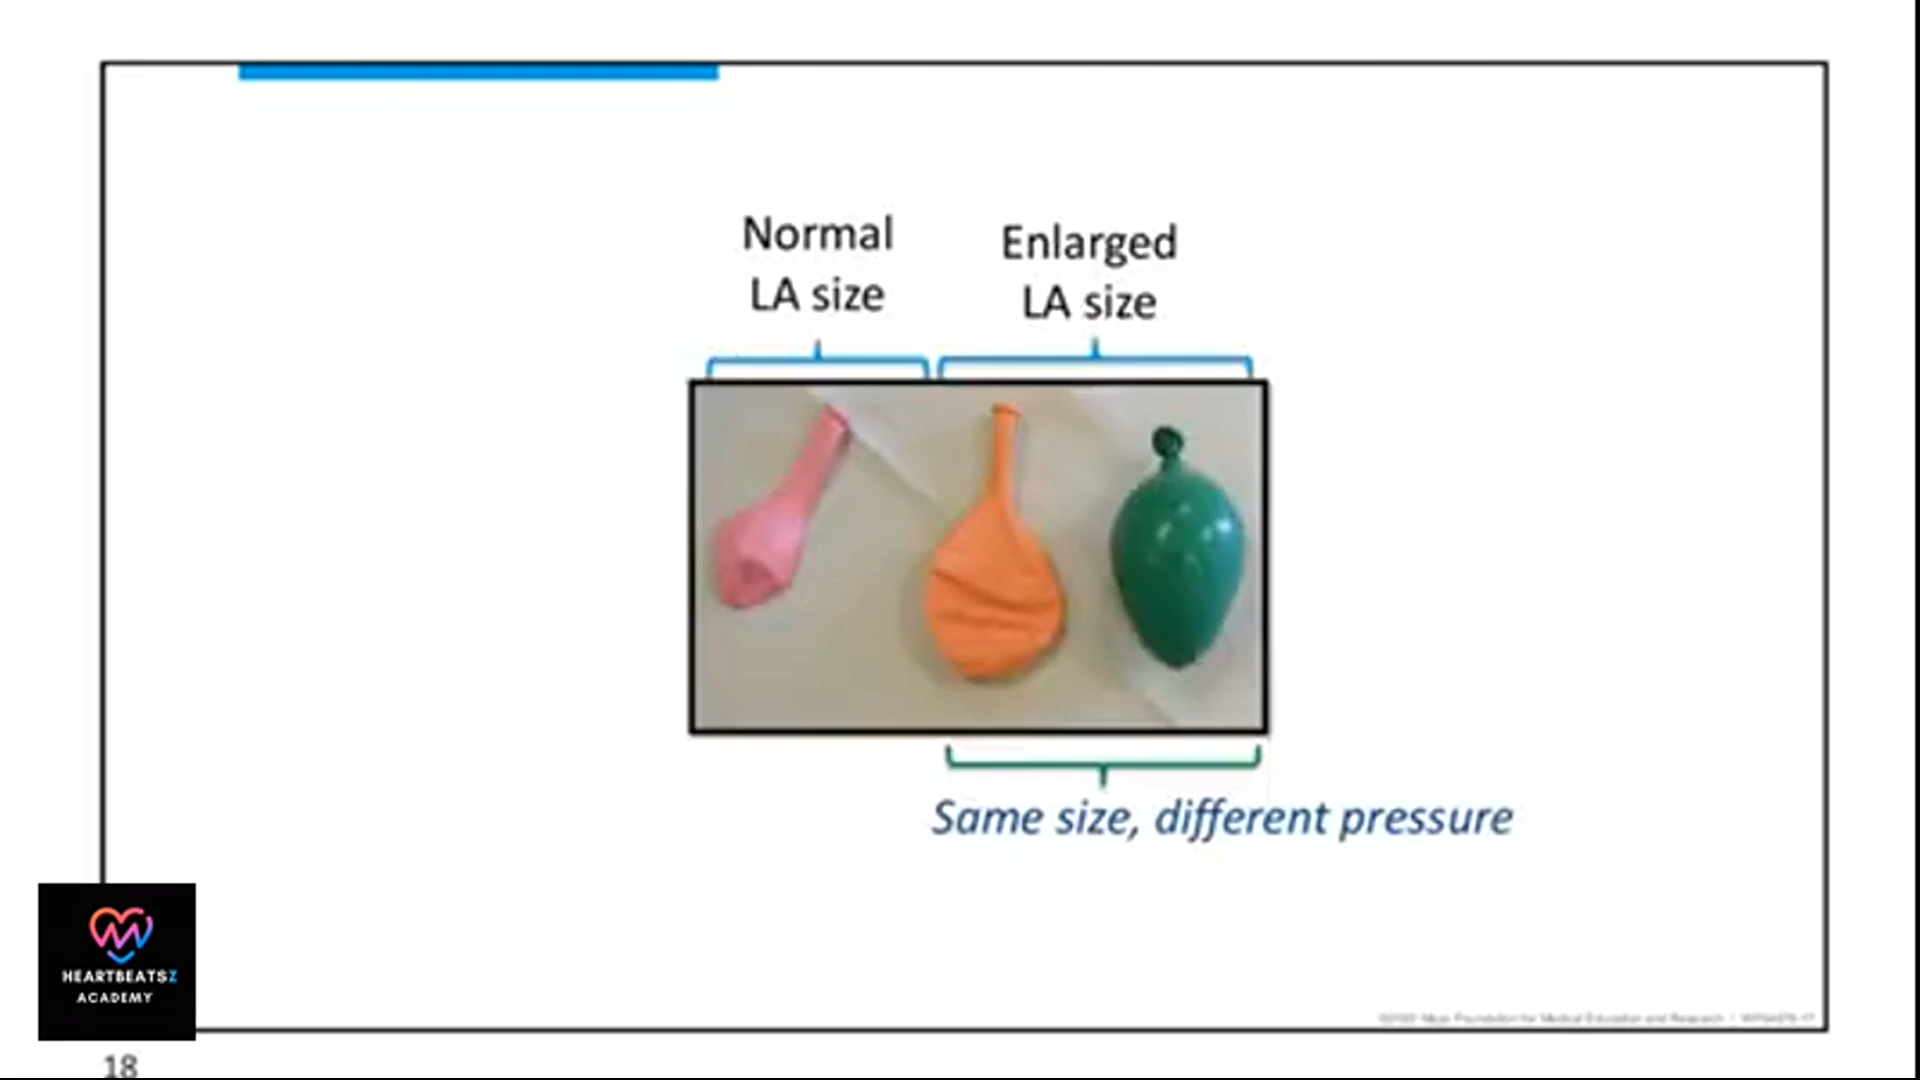 Normal
LA size
Enlarged
LA size
Same size, different pressure
HEARTBEATSZ
ACADEMY
18